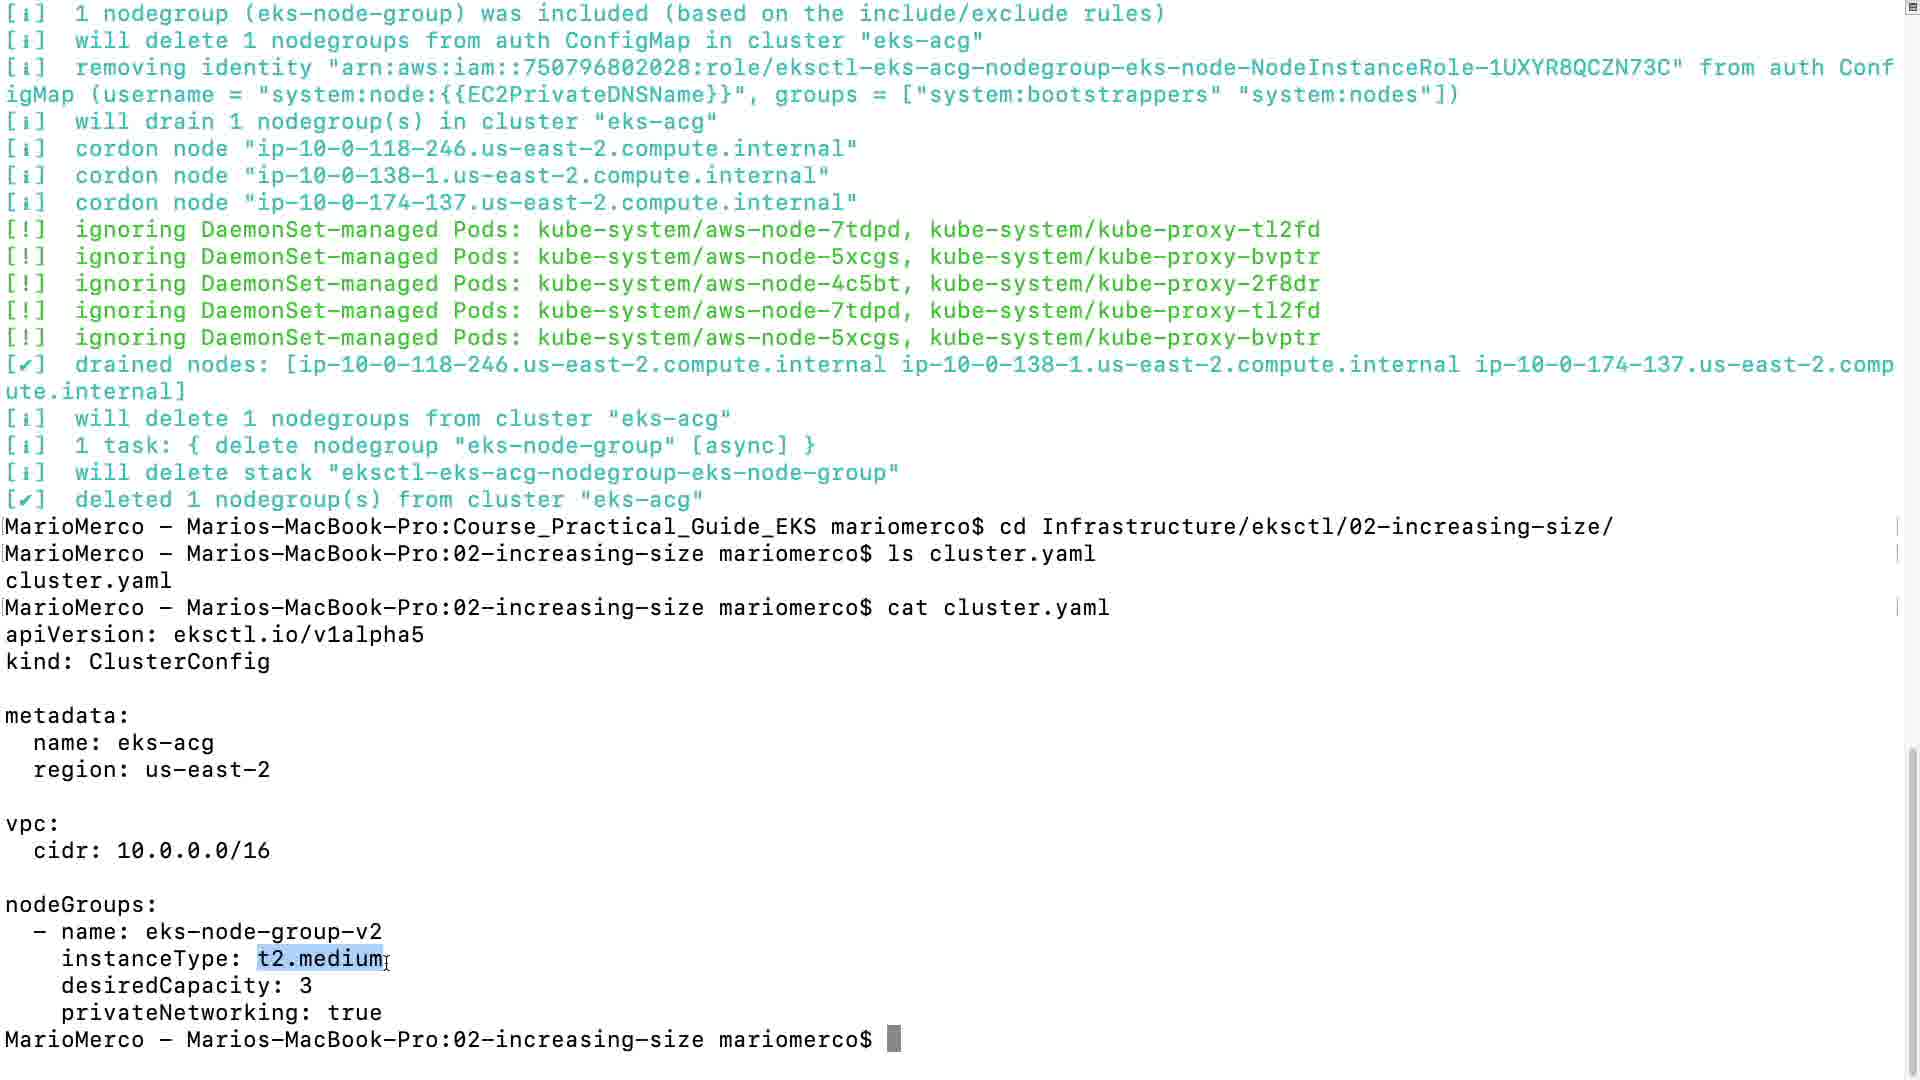 [ℹ]  1 nodegroup (eks-node-group) was included (based on the include/exclude rules)
[ℹ]  will delete 1 nodegroups from auth ConfigMap in cluster "eks-acg"
[ℹ]  removing identity "arn:aws:iam::750796802028:role/eksctl-eks-acg-nodegroup-eks-node-NodeInstanceRole-1UXYR8QCZN73C" from auth Conf
igMap (username = "system:node:{{EC2PrivateDNSName}}", groups = ["system:bootstrappers" "system:nodes"])
[ℹ]  will drain 1 nodegroup(s) in cluster "eks-acg"
[ℹ]  cordon node "ip-10-0-118-246.us-east-2.compute.internal"
[ℹ]  cordon node "ip-10-0-138-1.us-east-2.compute.internal"
[ℹ]  cordon node "ip-10-0-174-137.us-east-2.compute.internal"
[!]  ignoring DaemonSet-managed Pods: kube-system/aws-node-7tdpd, kube-system/kube-proxy-tl2fd
[!]  ignoring DaemonSet-managed Pods: kube-system/aws-node-5xcgs, kube-system/kube-proxy-bvptr
[!]  ignoring DaemonSet-managed Pods: kube-system/aws-node-4c5bt, kube-system/kube-proxy-2f8dr
[!]  ignoring DaemonSet-managed Pods: kube-system/aws-node-7tdpd, kube-system/kube-proxy-tl2fd
[!]  ignoring DaemonSet-managed Pods: kube-system/aws-node-5xcgs, kube-system/kube-proxy-bvptr
[✔]  drained nodes: [ip-10-0-118-246.us-east-2.compute.internal ip-10-0-138-1.us-east-2.compute.internal ip-10-0-174-137.us-east-2.comp
ute.internal]
[ℹ]  will delete 1 nodegroups from cluster "eks-acg"
[ℹ]  1 task: { delete nodegroup "eks-node-group" [async] }
[ℹ]  will delete stack "eksctl-eks-acg-nodegroup-eks-node-group"
[✔]  deleted 1 nodegroup(s) from cluster "eks-acg"
MarioMerco - Marios-MacBook-Pro:Course_Practical_Guide_EKS mariomerco$ cd Infrastructure/eksctl/02-increasing-size/
MarioMerco - Marios-MacBook-Pro:02-increasing-size mariomerco$ ls cluster.yaml
cluster.yaml
MarioMerco - Marios-MacBook-Pro:02-increasing-size mariomerco$ cat cluster.yaml
apiVersion: eksctl.io/v1alpha5
kind: ClusterConfig

metadata:
  name: eks-acg
  region: us-east-2

vpc:
  cidr: 10.0.0.0/16

nodeGroups:
  - name: eks-node-group-v2
    instanceType: t2.medium
    desiredCapacity: 3
    privateNetworking: true
MarioMerco - Marios-MacBook-Pro:02-increasing-size mariomerco$